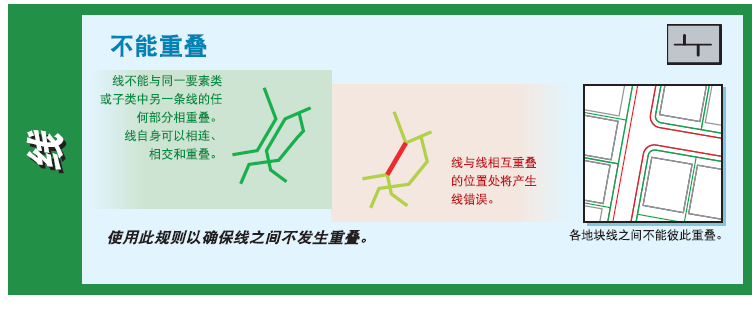 线
不能重叠
线不能与同一要素类
或子类中另一条线的任
何部分相重叠。
线自身可以相连、
相交和重叠。
线与线相互重叠
的位置处将产生
线错误。
使用此规则以确保线之间不发生重叠。
各地块线之间不能彼此重叠。